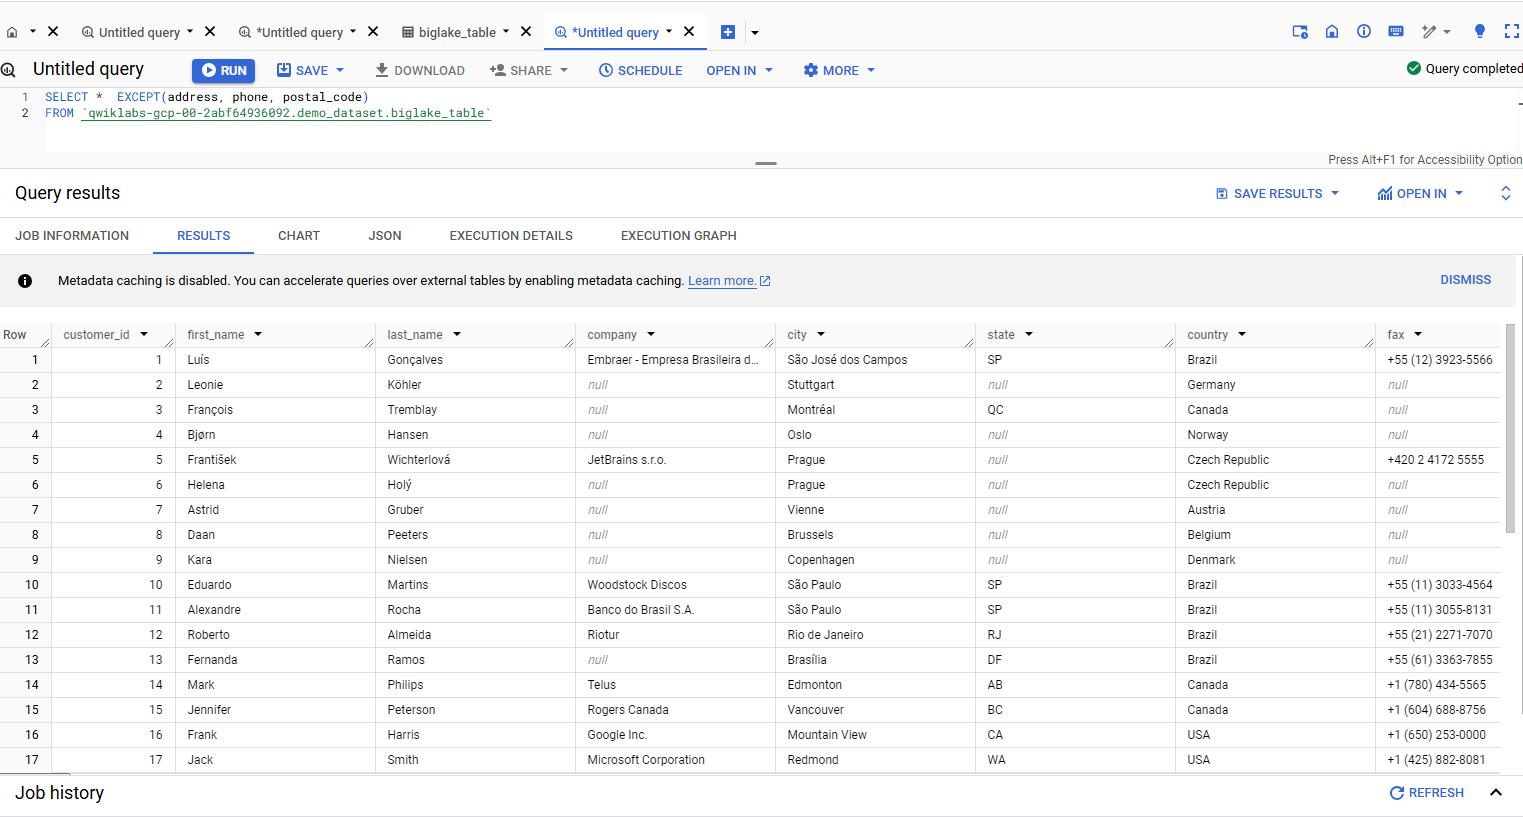 Untitled query *Untitled query biglake_table *Untitled query
Untitled query RUN SAVE DOWNLOAD SHARE SCHEDULE OPEN IN MORE Query completed
1 SELECT * EXCEPT(address, phone, postal_code)
2 FROM `qwiklabs-gcp-00-2abf64936092.demo_dataset.biglake_table`
Press Alt+F1 for Accessibility Option
Query results SAVE RESULTS OPEN IN
JOB INFORMATION RESULTS CHART JSON EXECUTION DETAILS EXECUTION GRAPH
Metadata caching is disabled. You can accelerate queries over external tables by enabling metadata caching. Learn more. DISMISS
Row customer_id first_name last_name company city state country fax
1 1 Luís Gonçalves Embraer - Empresa Brasileira d... São José dos Campos SP Brazil +55 (12) 3923-5566
2 2 Leonie Köhler null Stuttgart null Germany null
3 3 François Tremblay null Montréal QC Canada null
4 4 Bjørn Hansen null Oslo null Norway null
5 5 František Wichterlová JetBrains s.r.o. Prague null Czech Republic +420 2 4172 5555
6 6 Helena Holý null Prague null Czech Republic null
7 7 Astrid Gruber null Vienne null Austria null
8 8 Daan Peeters null Brussels null Belgium null
9 9 Kara Nielsen null Copenhagen null Denmark null
10 10 Eduardo Martins Woodstock Discos São Paulo SP Brazil +55 (11) 3033-4564
11 11 Alexandre Rocha Banco do Brasil S.A. São Paulo SP Brazil +55 (11) 3055-8131
12 12 Roberto Almeida Riotur Rio de Janeiro RJ Brazil +55 (21) 2271-7070
13 13 Fernanda Ramos null Brasília DF Brazil +55 (61) 3363-7855
14 14 Mark Philips Telus Edmonton AB Canada +1 (780) 434-5565
15 15 Jennifer Peterson Rogers Canada Vancouver BC Canada +1 (604) 688-8756
16 16 Frank Harris Google Inc. Mountain View CA USA +1 (650) 253-0000
17 17 Jack Smith Microsoft Corporation Redmond WA USA +1 (425) 882-8081
Job history REFRESH